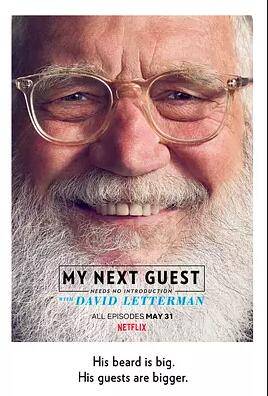 MY NEXT GUEST
NEEDS NO INTRODUCTION
WITH DAVID LETTERMAN
ALL EPISODES MAY 31
NETFLIX
His beard is big.
His guests are bigger.